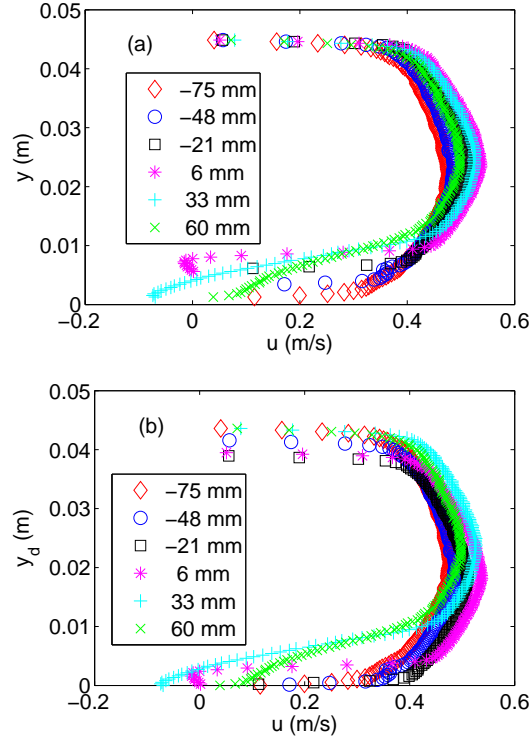 0.05
0.04
0.03
0.02
0.01
0
y (m)
(a)
−75 mm
−48 mm
−21 mm
6 mm
33 mm
60 mm
−0.2
0
0.2
0.4
0.6
u (m/s)
0.05
0.04
0.03
0.02
0.01
0
y_d (m)
(b)
−75 mm
−48 mm
−21 mm
6 mm
33 mm
60 mm
−0.2
0
0.2
0.4
0.6
u (m/s)